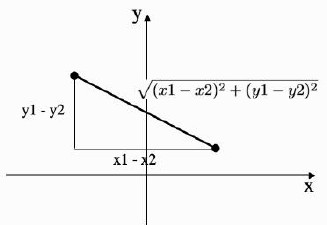 y
√(x1 − x2)² + (y1 − y2)²
y1 - y2
x1 - x2
x